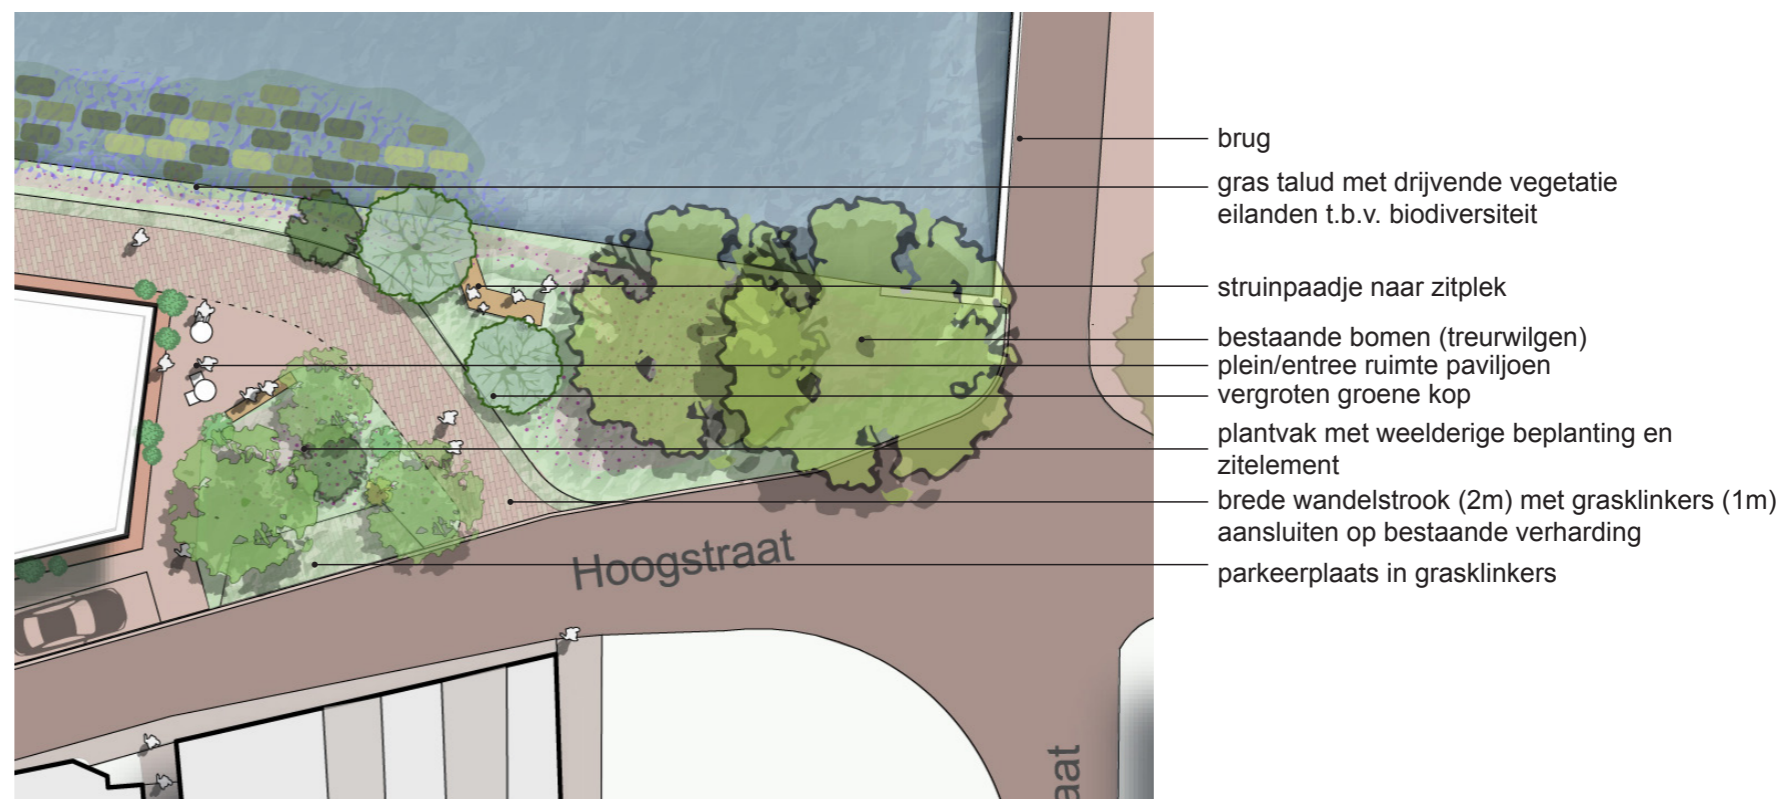 brug
gras talud met drijvende vegetatie
eilanden t.b.v. biodiversiteit
struinpaadje naar zitplek
bestaande bomen (treurwilgen)
plein/entree ruimte paviljoen
vergroten groene kop
plantvak met weelderige beplanting en
zitelement
brede wandelstrook (2m) met grasklinkers (1m)
aansluiten op bestaande verharding
parkeerplaats in grasklinkers
Hoogstraat
aat